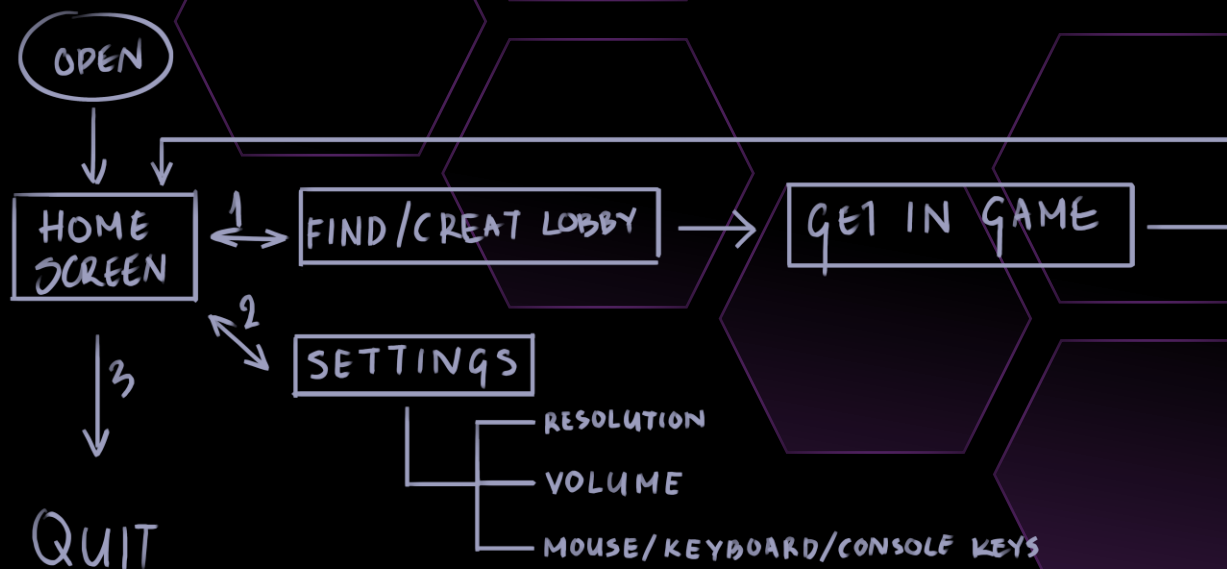 OPEN
HOME
SCREEN
1
FIND/CREAT LOBBY
GET IN GAME
2
SETTINGS
3
RESOLUTION
VOLUME
MOUSE/KEYBOARD/CONSOLE KEYS
QUIT